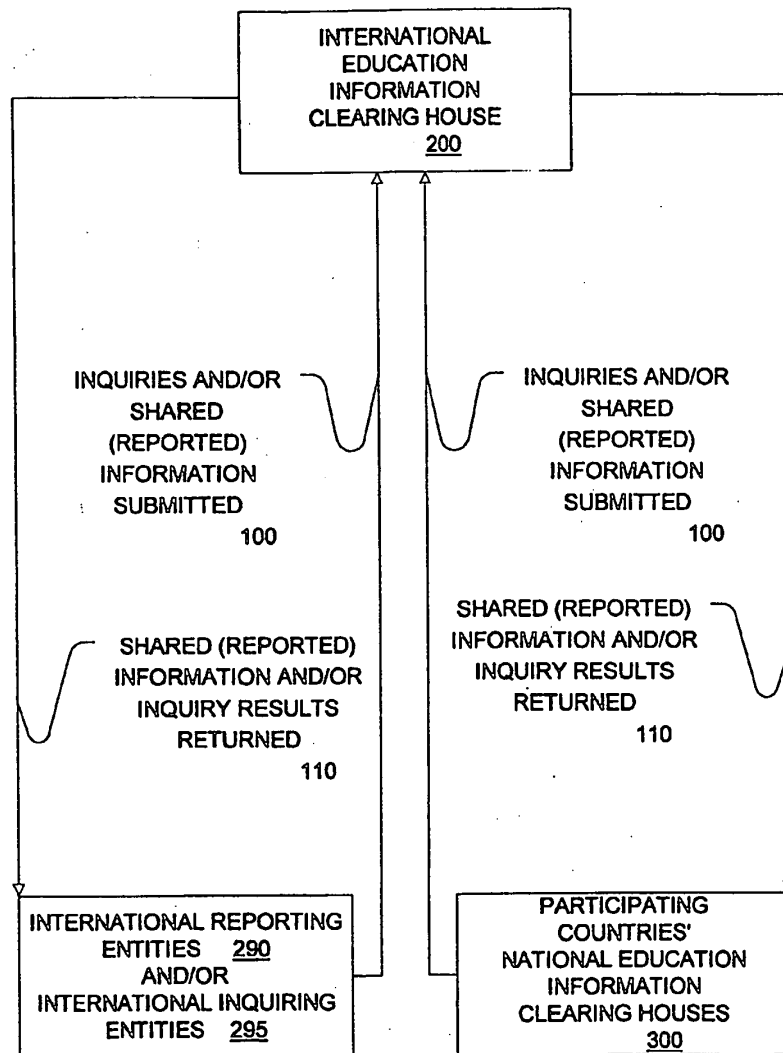 INTERNATIONAL
EDUCATION
INFORMATION
CLEARING HOUSE
200
INQUIRIES AND/OR
SHARED
(REPORTED)
INFORMATION
SUBMITTED
100
INQUIRIES AND/OR
SHARED
(REPORTED)
INFORMATION
SUBMITTED
100
SHARED (REPORTED)
INFORMATION AND/OR
INQUIRY RESULTS
RETURNED
110
SHARED (REPORTED)
INFORMATION AND/OR
INQUIRY RESULTS
RETURNED
110
INTERNATIONAL REPORTING
ENTITIES 290
AND/OR
INTERNATIONAL INQUIRING
ENTITIES 295
PARTICIPATING
COUNTRIES'
NATIONAL EDUCATION
INFORMATION
CLEARING HOUSES
300